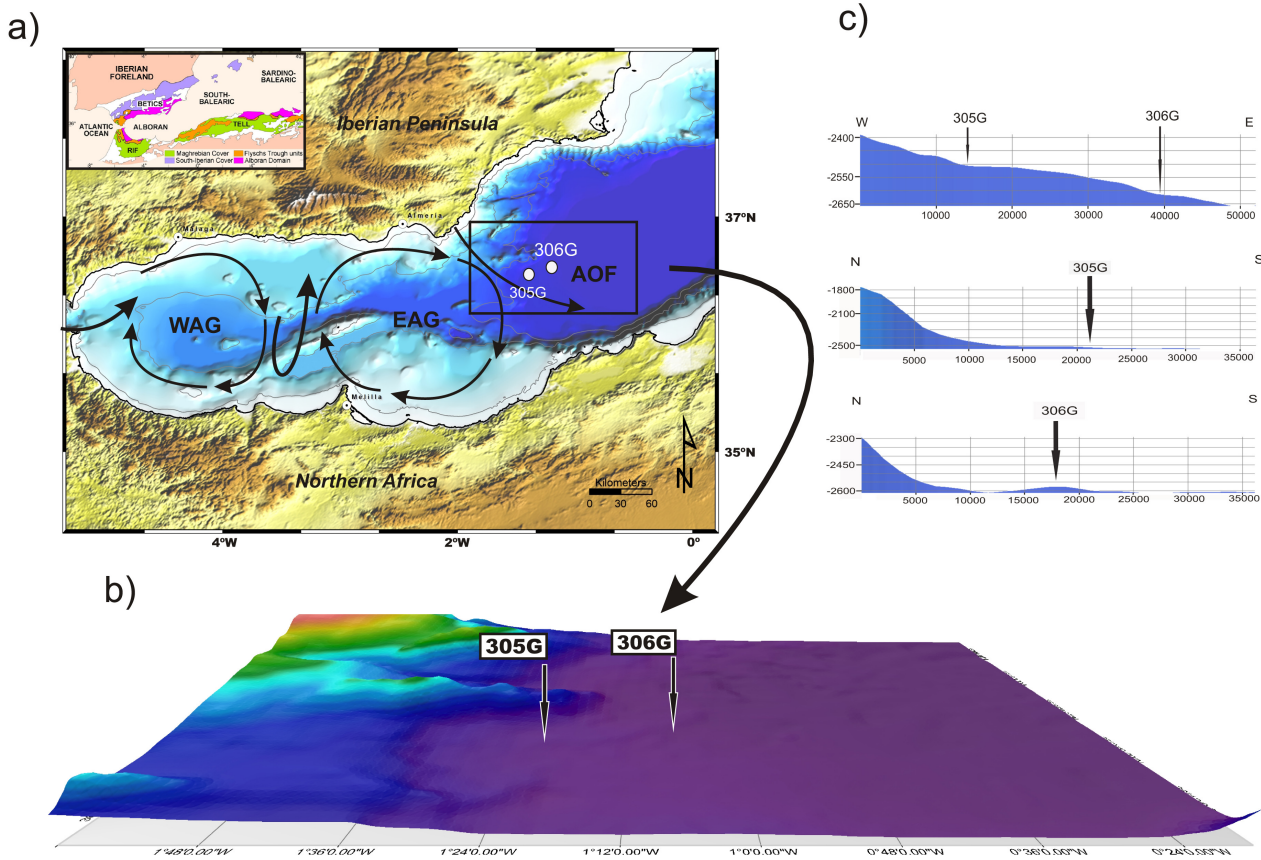 a)
IBERIAN
FORELAND
SARDINO-
BALEARIC
SOUTH-
BALEARIC
BETICS
ATLANTIC
OCEAN
ALBORAN
TELL
RIF
Maghrebian Cover
Flyschs Trough units
South-Iberian Cover
Alboran Domain
Iberian Peninsula
Málaga
Almeria
37ºN
306G
305G
AOF
WAG
EAG
Melilla
35ºN
Northern Africa
Kilometers
0 30 60
N
4ºW
2ºW
0º
c)
W
305G
306G
E
-2400
-2550
-2650
10000
20000
30000
40000
50000
N
305G
S
-1800
-2100
-2500
5000
10000
15000
20000
25000
30000
N
306G
S
-2300
-2450
-2600
5000
10000
15000
20000
25000
30000
35000
b)
305G
306G
1°48'0.00"W
1°36'0.00"W
1°24'0.00"W
1°12'0.00"W
1°0'0.00"W
0°48'0.00"W
0°36'0.00"W
0°24'0.00"W